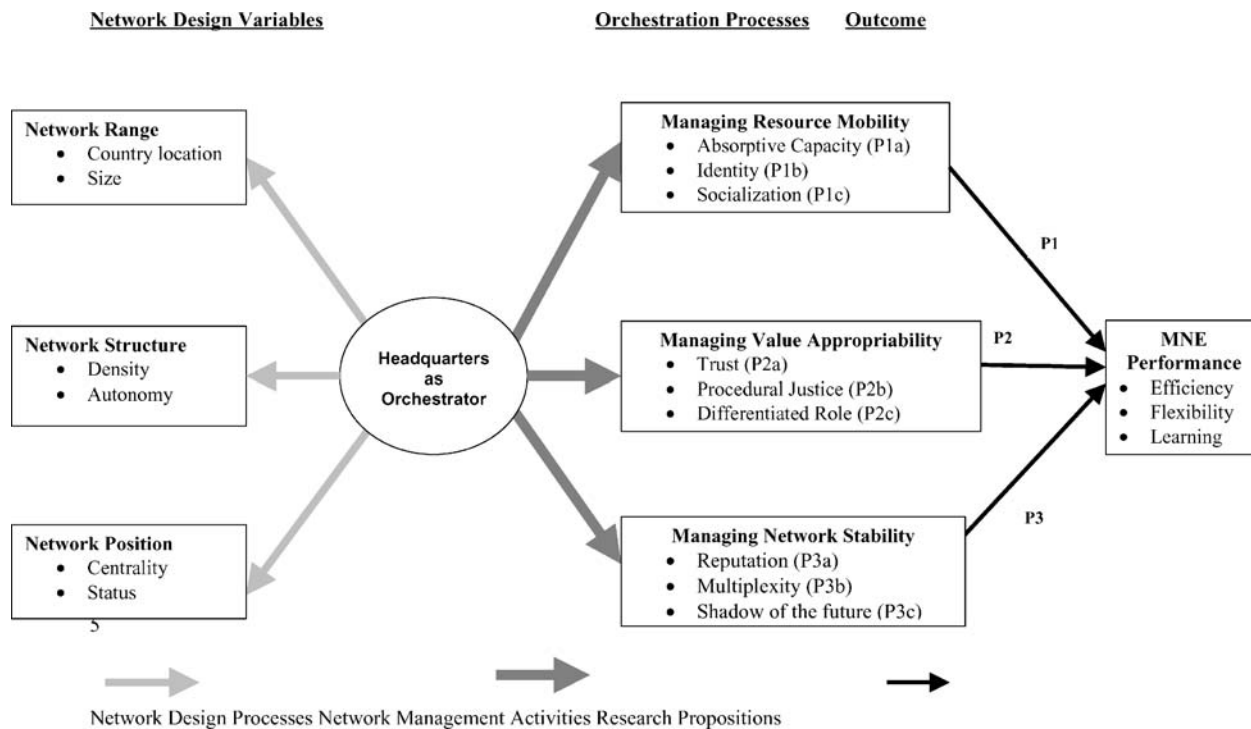 Network Design Variables
Orchestration Processes
Outcome
Network Range
• Country location
• Size
Network Structure
• Density
• Autonomy
Network Position
• Centrality
• Status
5
Headquarters
as
Orchestrator
Managing Resource Mobility
• Absorptive Capacity (P1a)
• Identity (P1b)
• Socialization (P1c)
Managing Value Appropriability
• Trust (P2a)
• Procedural Justice (P2b)
• Differentiated Role (P2c)
Managing Network Stability
• Reputation (P3a)
• Multiplexity (P3b)
• Shadow of the future (P3c)
P1
P2
P3
MNE
Performance
• Efficiency
• Flexibility
• Learning
Network Design Processes Network Management Activities Research Propositions